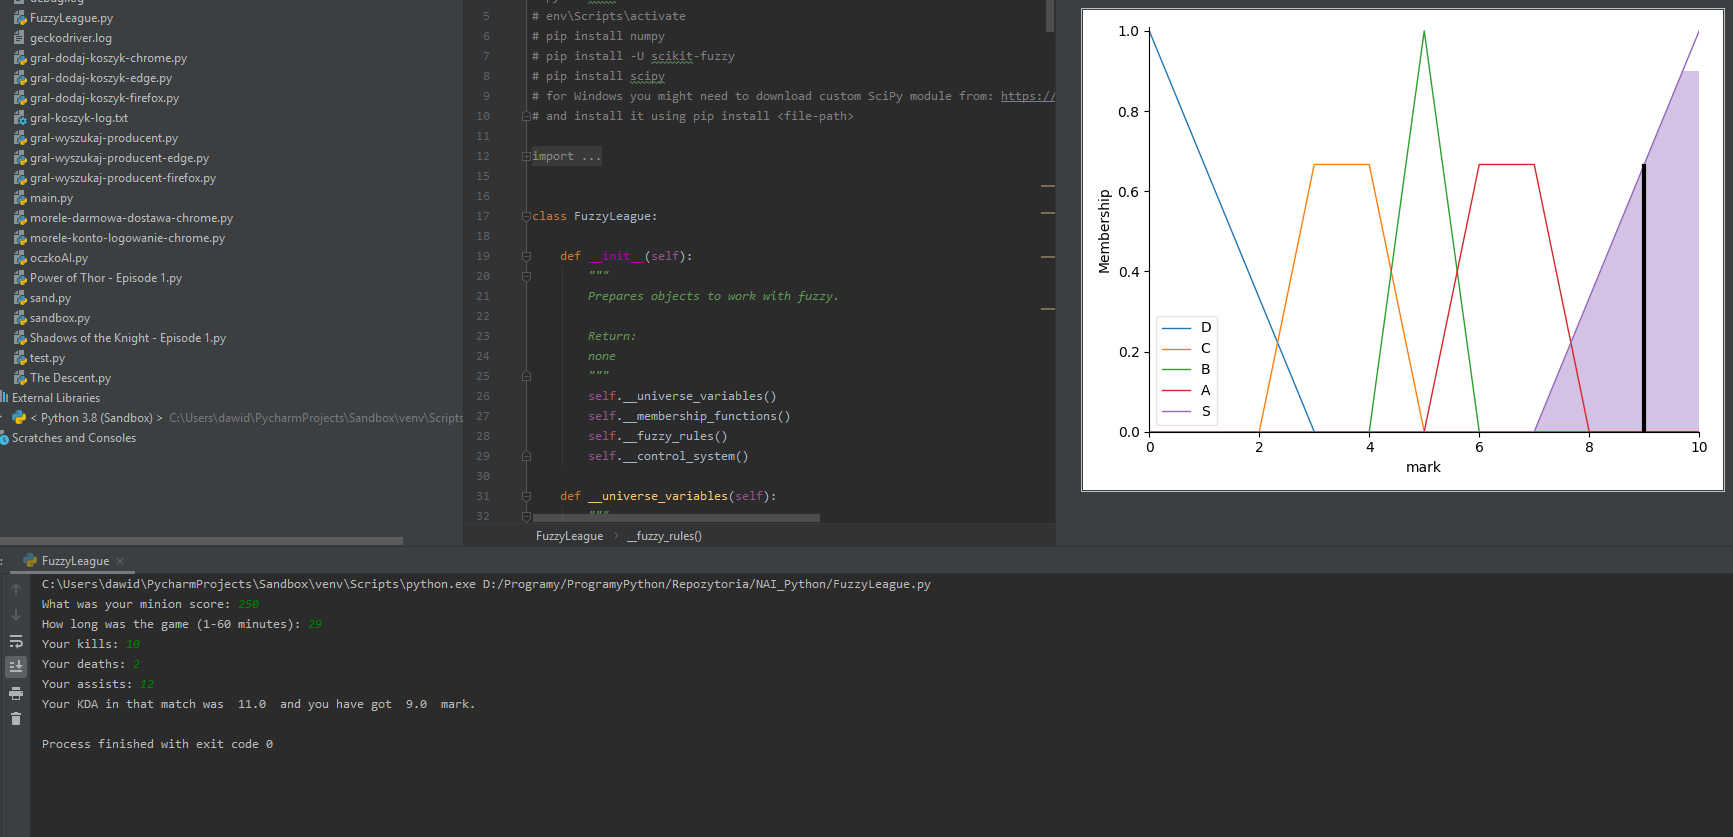 FuzzyLeague.py
geckodriver.log
gral-dodaj-koszyk-chrome.py
gral-dodaj-koszyk-edge.py
gral-dodaj-koszyk-firefox.py
gral-koszyk-log.txt
gral-wyszukaj-producent.py
gral-wyszukaj-producent-edge.py
gral-wyszukaj-producent-firefox.py
main.py
morele-darmowa-dostawa-chrome.py
morele-konto-logowanie-chrome.py
oczkoAI.py
Power of Thor - Episode 1.py
sand.py
sandbox.py
Shadows of the Knight - Episode 1.py
test.py
The Descent.py
External Libraries
< Python 3.8 (Sandbox) > C:\Users\dawid\PycharmProjects\Sandbox\venv\Scripts
Scratches and Consoles
5 # env\Scripts\activate
6 # pip install numpy
7 # pip install -U scikit-fuzzy
8 # pip install scipy
9 # for Windows you might need to download custom SciPy module from: https://
10 # and install it using pip install <file-path>
11
12 import ...
15
16
17 class FuzzyLeague:
18
19 def __init__(self):
20 """
21 Prepares objects to work with fuzzy.
22
23 Return:
24 none
25 """
26 self.__universe_variables()
27 self.__membership_functions()
28 self.__fuzzy_rules()
29 self.__control_system()
30
31 def __universe_variables(self):
32 """
FuzzyLeague > __fuzzy_rules()
1.0
0.8
0.6
0.4
0.2
0.0
Membership
D
C
B
A
S
0 2 4 6 8 10
mark
FuzzyLeague
C:\Users\dawid\PycharmProjects\Sandbox\venv\Scripts\python.exe D:/Programy/ProgramyPython/Repozytoria/NAI_Python/FuzzyLeague.py
What was your minion score: 250
How long was the game (1-60 minutes): 29
Your kills: 10
Your deaths: 2
Your assists: 12
Your KDA in that match was  11.0  and you have got  9.0  mark.
Process finished with exit code 0